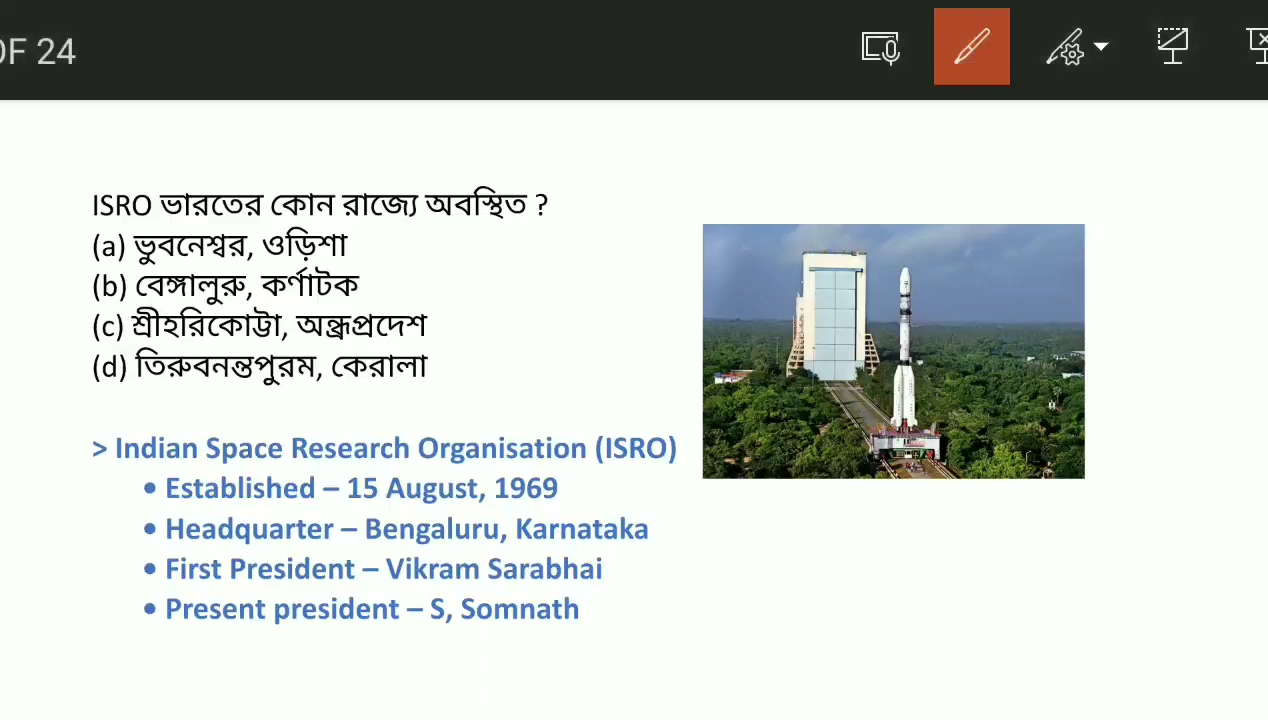 OF 24
ISRO ভারতের কোন রাজ্যে অবস্থিত ?
(a) ভুবনেশ্বর, ওড়িশা
(b) বেঙ্গালুরু, কর্ণাটক
(c) শ্রীহরিকোট্টা, অন্ধ্রপ্রদেশ
(d) তিরুবনন্তপুরম, কেরালা
> Indian Space Research Organisation (ISRO)
• Established – 15 August, 1969
• Headquarter – Bengaluru, Karnataka
• First President – Vikram Sarabhai
• Present president – S, Somnath